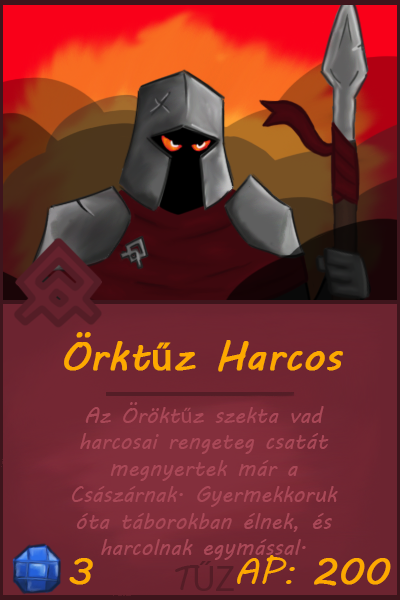 Örktűz Harcos
Az Öröktűz szekta vad
harcosai rengeteg csatát
megnyertek már a
Császárnak. Gyermekkoruk
óta táborokban élnek, és
harcolnak egymással.
3
TŰZ
AP: 200